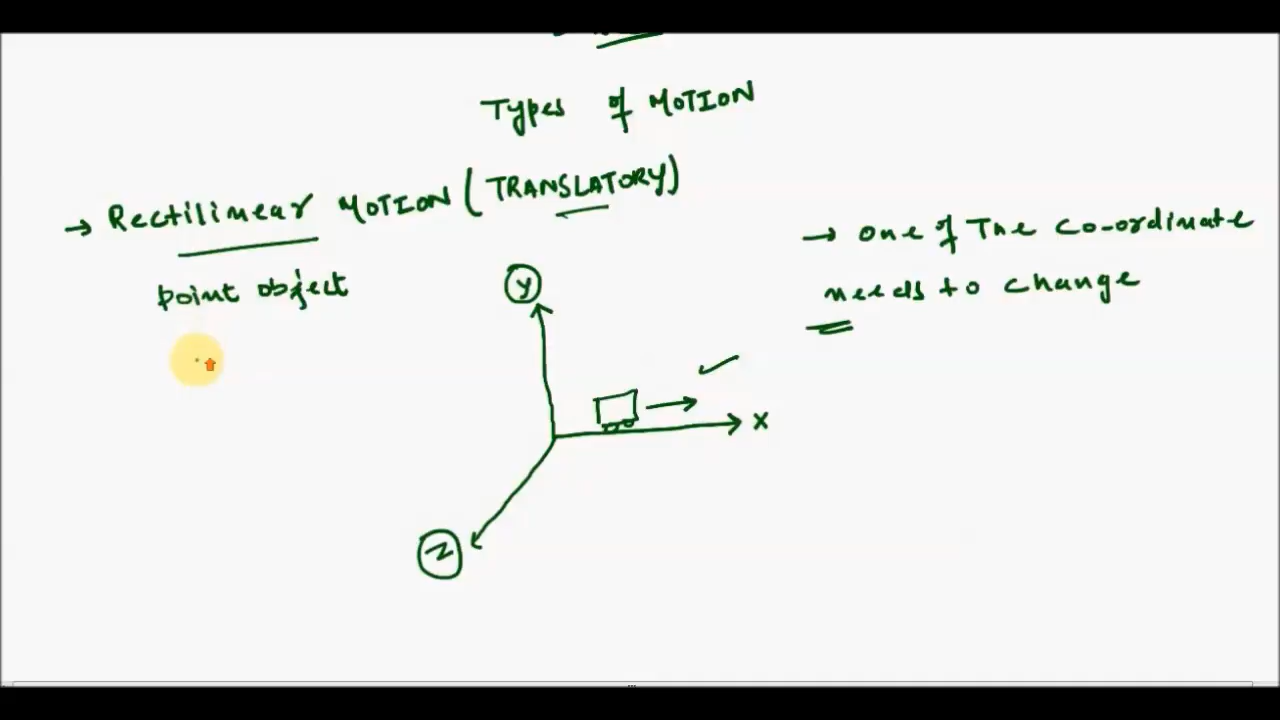 Types of MOTION
→ Rectilinear MOTION (TRANSLATORY)
point object
→ One of The co-ordinate
needs to change
y
x
z